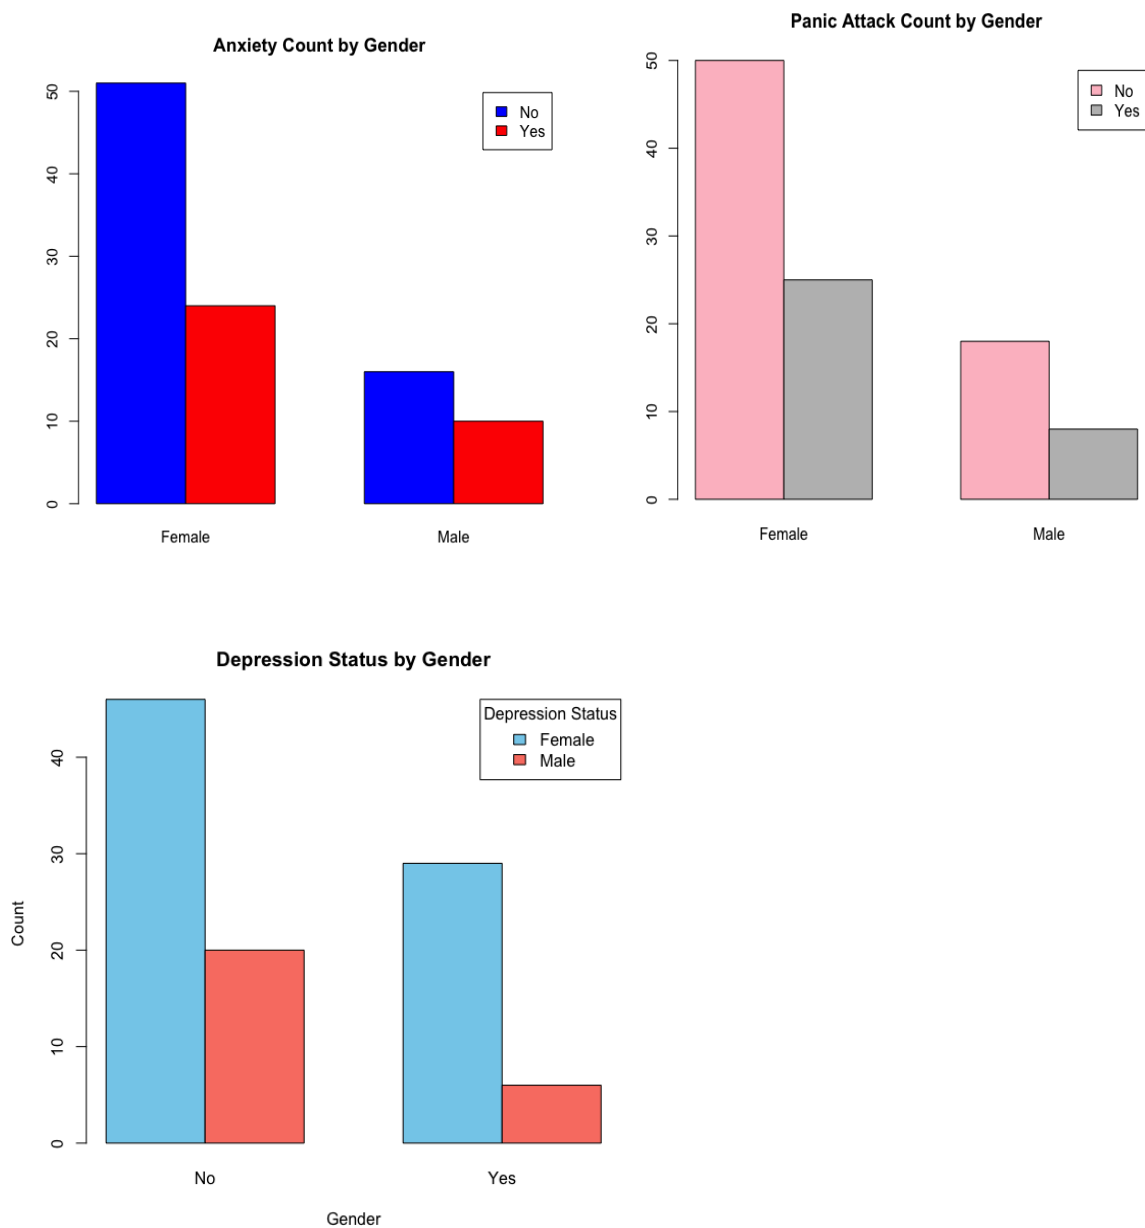 Anxiety Count by Gender
No
Yes
50
40
30
20
10
0
Female Male
Panic Attack Count by Gender
No
Yes
50
40
30
20
10
0
Female Male
Depression Status by Gender
Depression Status
Female
Male
Count
40
30
20
10
0
No Yes
Gender